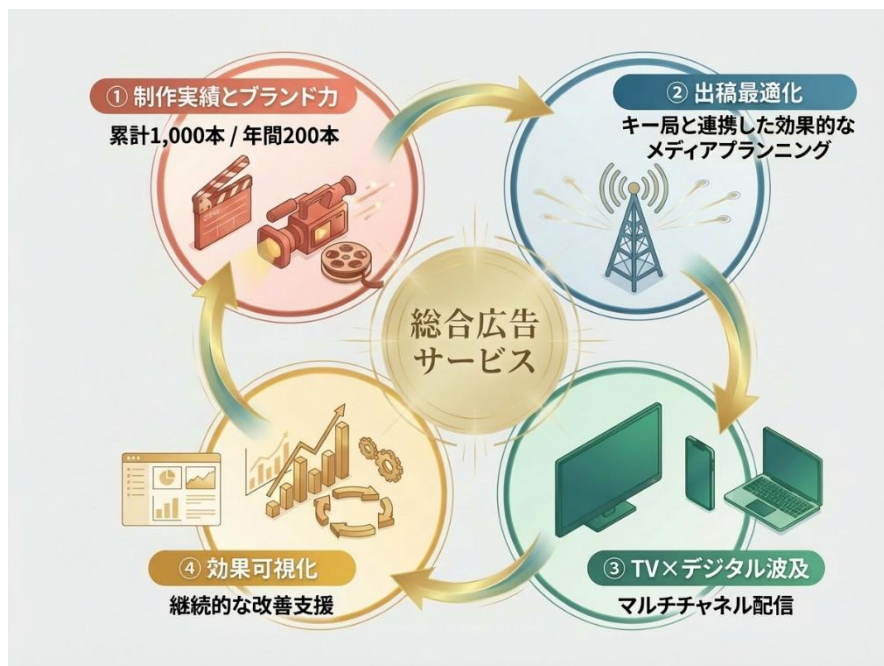 ① 制作実績とブランド力
累計1,000本 / 年間200本
② 出稿最適化
キー局と連携した効果的な
メディアプランニング
総合広告
サービス
③ TV×デジタル波及
マルチチャネル配信
④ 効果可視化
継続的な改善支援